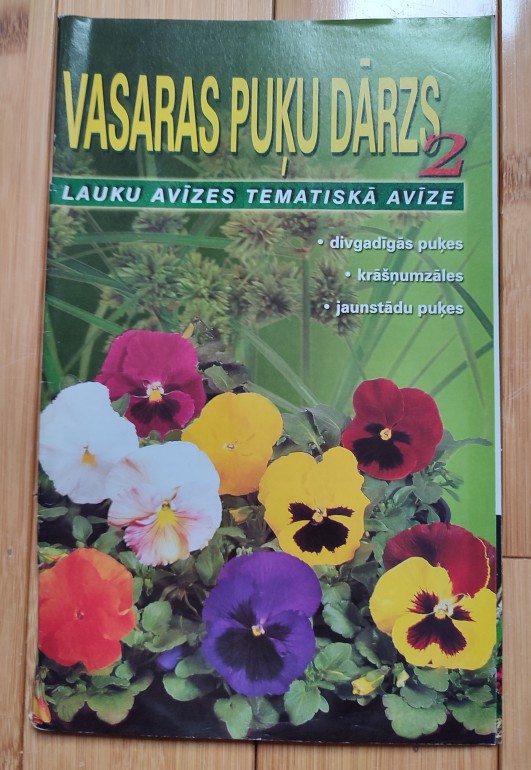 VASARAS PUĶU DĀRZS 2
LAUKU AVĪZES TEMATISKĀ AVĪZE
• divgadīgās puķes
• krāšņumzāles
• jaunstādu puķes